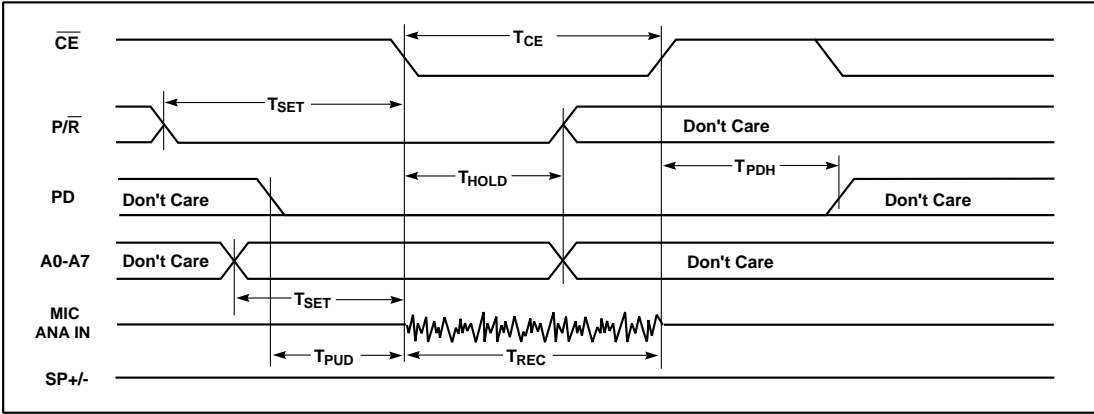 CE T_CE
T_SET
P/R Don't Care
T_HOLD T_PDH
PD Don't Care Don't Care
A0-A7 Don't Care Don't Care
T_SET
MIC
ANA IN
T_PUD T_REC
SP+/-